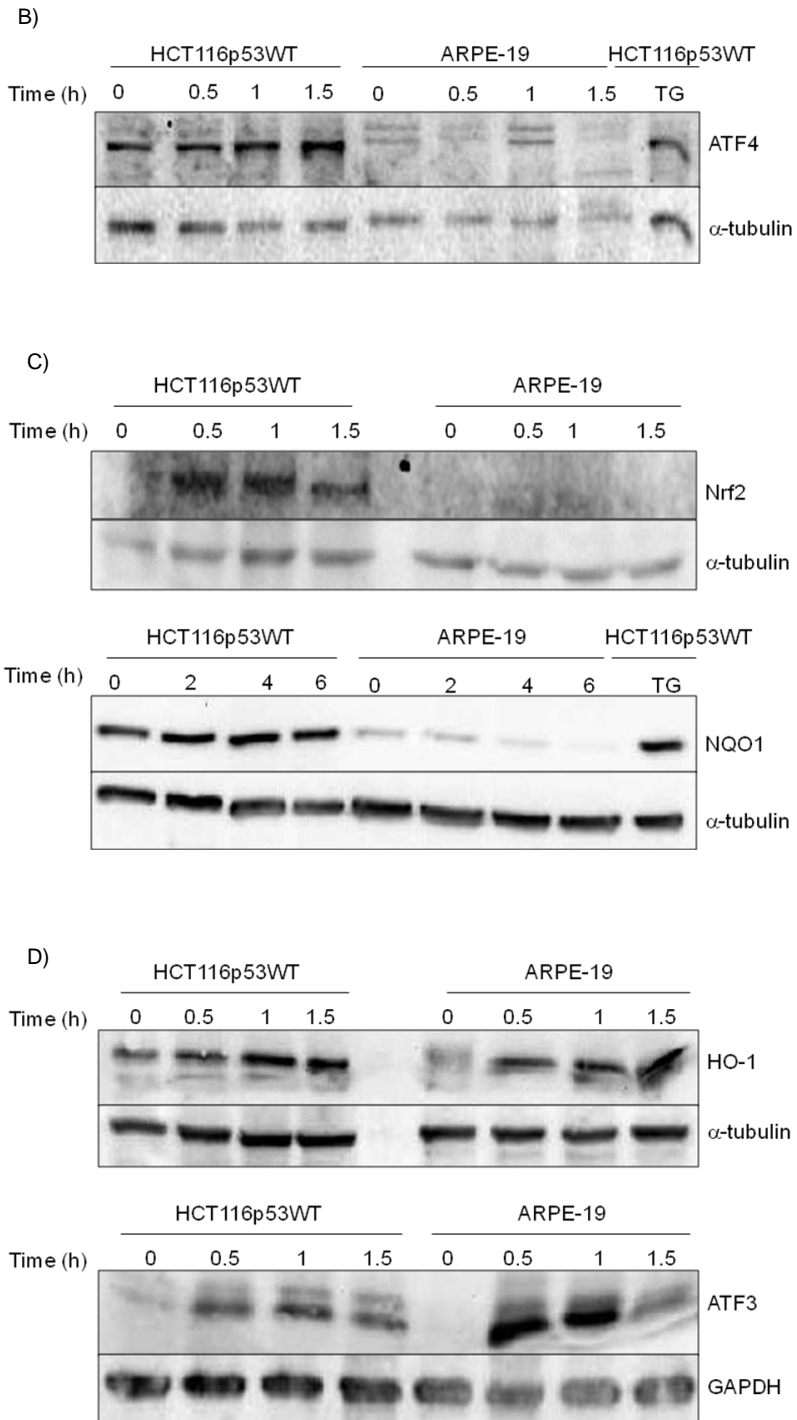 B)
HCT116p53WT ARPE-19 HCT116p53WT
Time (h) 0 0.5 1 1.5 0 0.5 1 1.5 TG
ATF4
α-tubulin
C)
HCT116p53WT ARPE-19
Time (h) 0 0.5 1 1.5 0 0.5 1 1.5
Nrf2
α-tubulin
HCT116p53WT ARPE-19 HCT116p53WT
Time (h) 0 2 4 6 0 2 4 6 TG
NQO1
α-tubulin
D)
HCT116p53WT ARPE-19
Time (h) 0 0.5 1 1.5 0 0.5 1 1.5
HO-1
α-tubulin
HCT116p53WT ARPE-19
Time (h) 0 0.5 1 1.5 0 0.5 1 1.5
ATF3
GAPDH